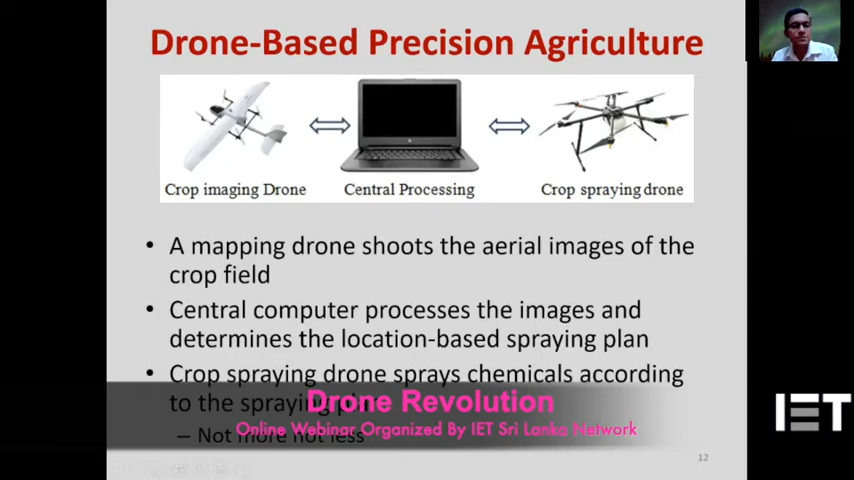 Drone-Based Precision Agriculture
Crop imaging Drone
Central Processing
Crop spraying drone
• A mapping drone shoots the aerial images of the
crop field
• Central computer processes the images and
determines the location-based spraying plan
• Crop spraying drone sprays chemicals according
to the spraying plan
– Not more not less
Drone Revolution
Online Webinar Organized By IET Sri Lanka Network
IET
12